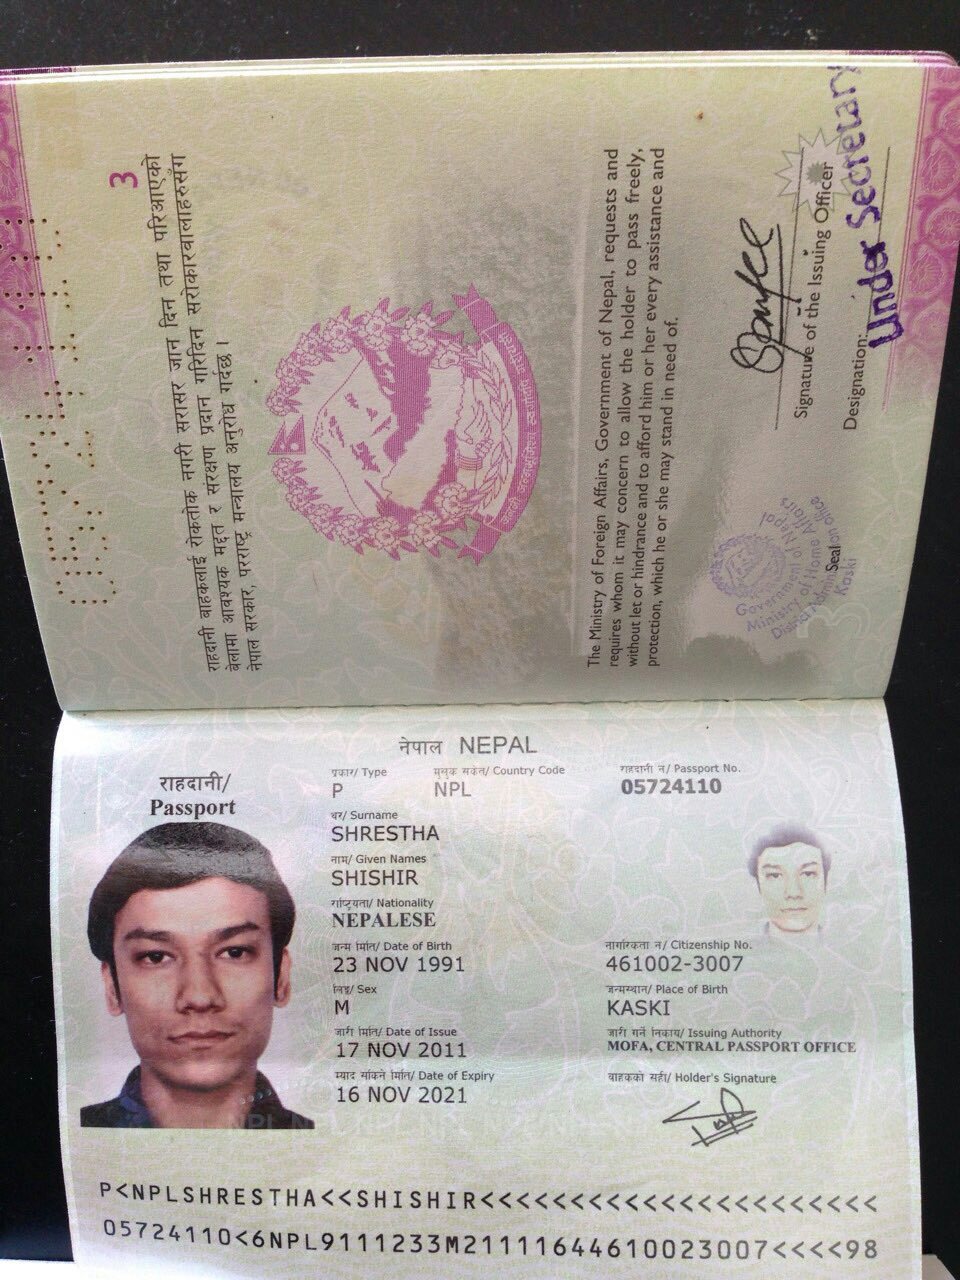 3
राहदानी बाहकलाई रोकतोक नगरी सरासर जान दिन तथा परिआएको
बेलामा आवश्यक मद्दत र संरक्षण प्रदान गरिदिन सरोकारवालाहरुसंग
नेपाल सरकार, परराष्ट्र मन्त्रालय अनुरोध गर्दछ ।
The Ministry of Foreign Affairs, Government of Nepal, requests and
requires whom it may concern to allow the holder to pass freely,
without let or hindrance and to afford him or her every assistance and
protection, which he or she may stand in need of.
Signature of the Issuing Officer
Designation:
Under Secretary
Government of Nepal
Ministry of Home Affairs
Seal
Kaski
नेपाल NEPAL
राहदानी/
Passport
प्रकार/ Type
P
मुलुक संकेत/ Country Code
NPL
राहदानी नं/ Passport No.
05724110
थर/ Surname
SHRESTHA
नाम/ Given Names
SHISHIR
राष्ट्रियता/ Nationality
NEPALESE
जन्म मिति/ Date of Birth
23 NOV 1991
नागरिकता नं/ Citizenship No.
461002-3007
लिङ्ग/ Sex
M
जन्मस्थान/ Place of Birth
KASKI
जारी मिति/ Date of Issue
17 NOV 2011
जारी गर्ने निकाय/ Issuing Authority
MOFA, CENTRAL PASSPORT OFFICE
म्याद सकिने मिति/ Date of Expiry
16 NOV 2021
वाहकको सही/ Holder's Signature
P<NPLSHRESTHA<<SHISHIR<<<<<<<<<<<<<<<<<<<<<<
05724110<6NPL9111233M21111644610023007<<<<98